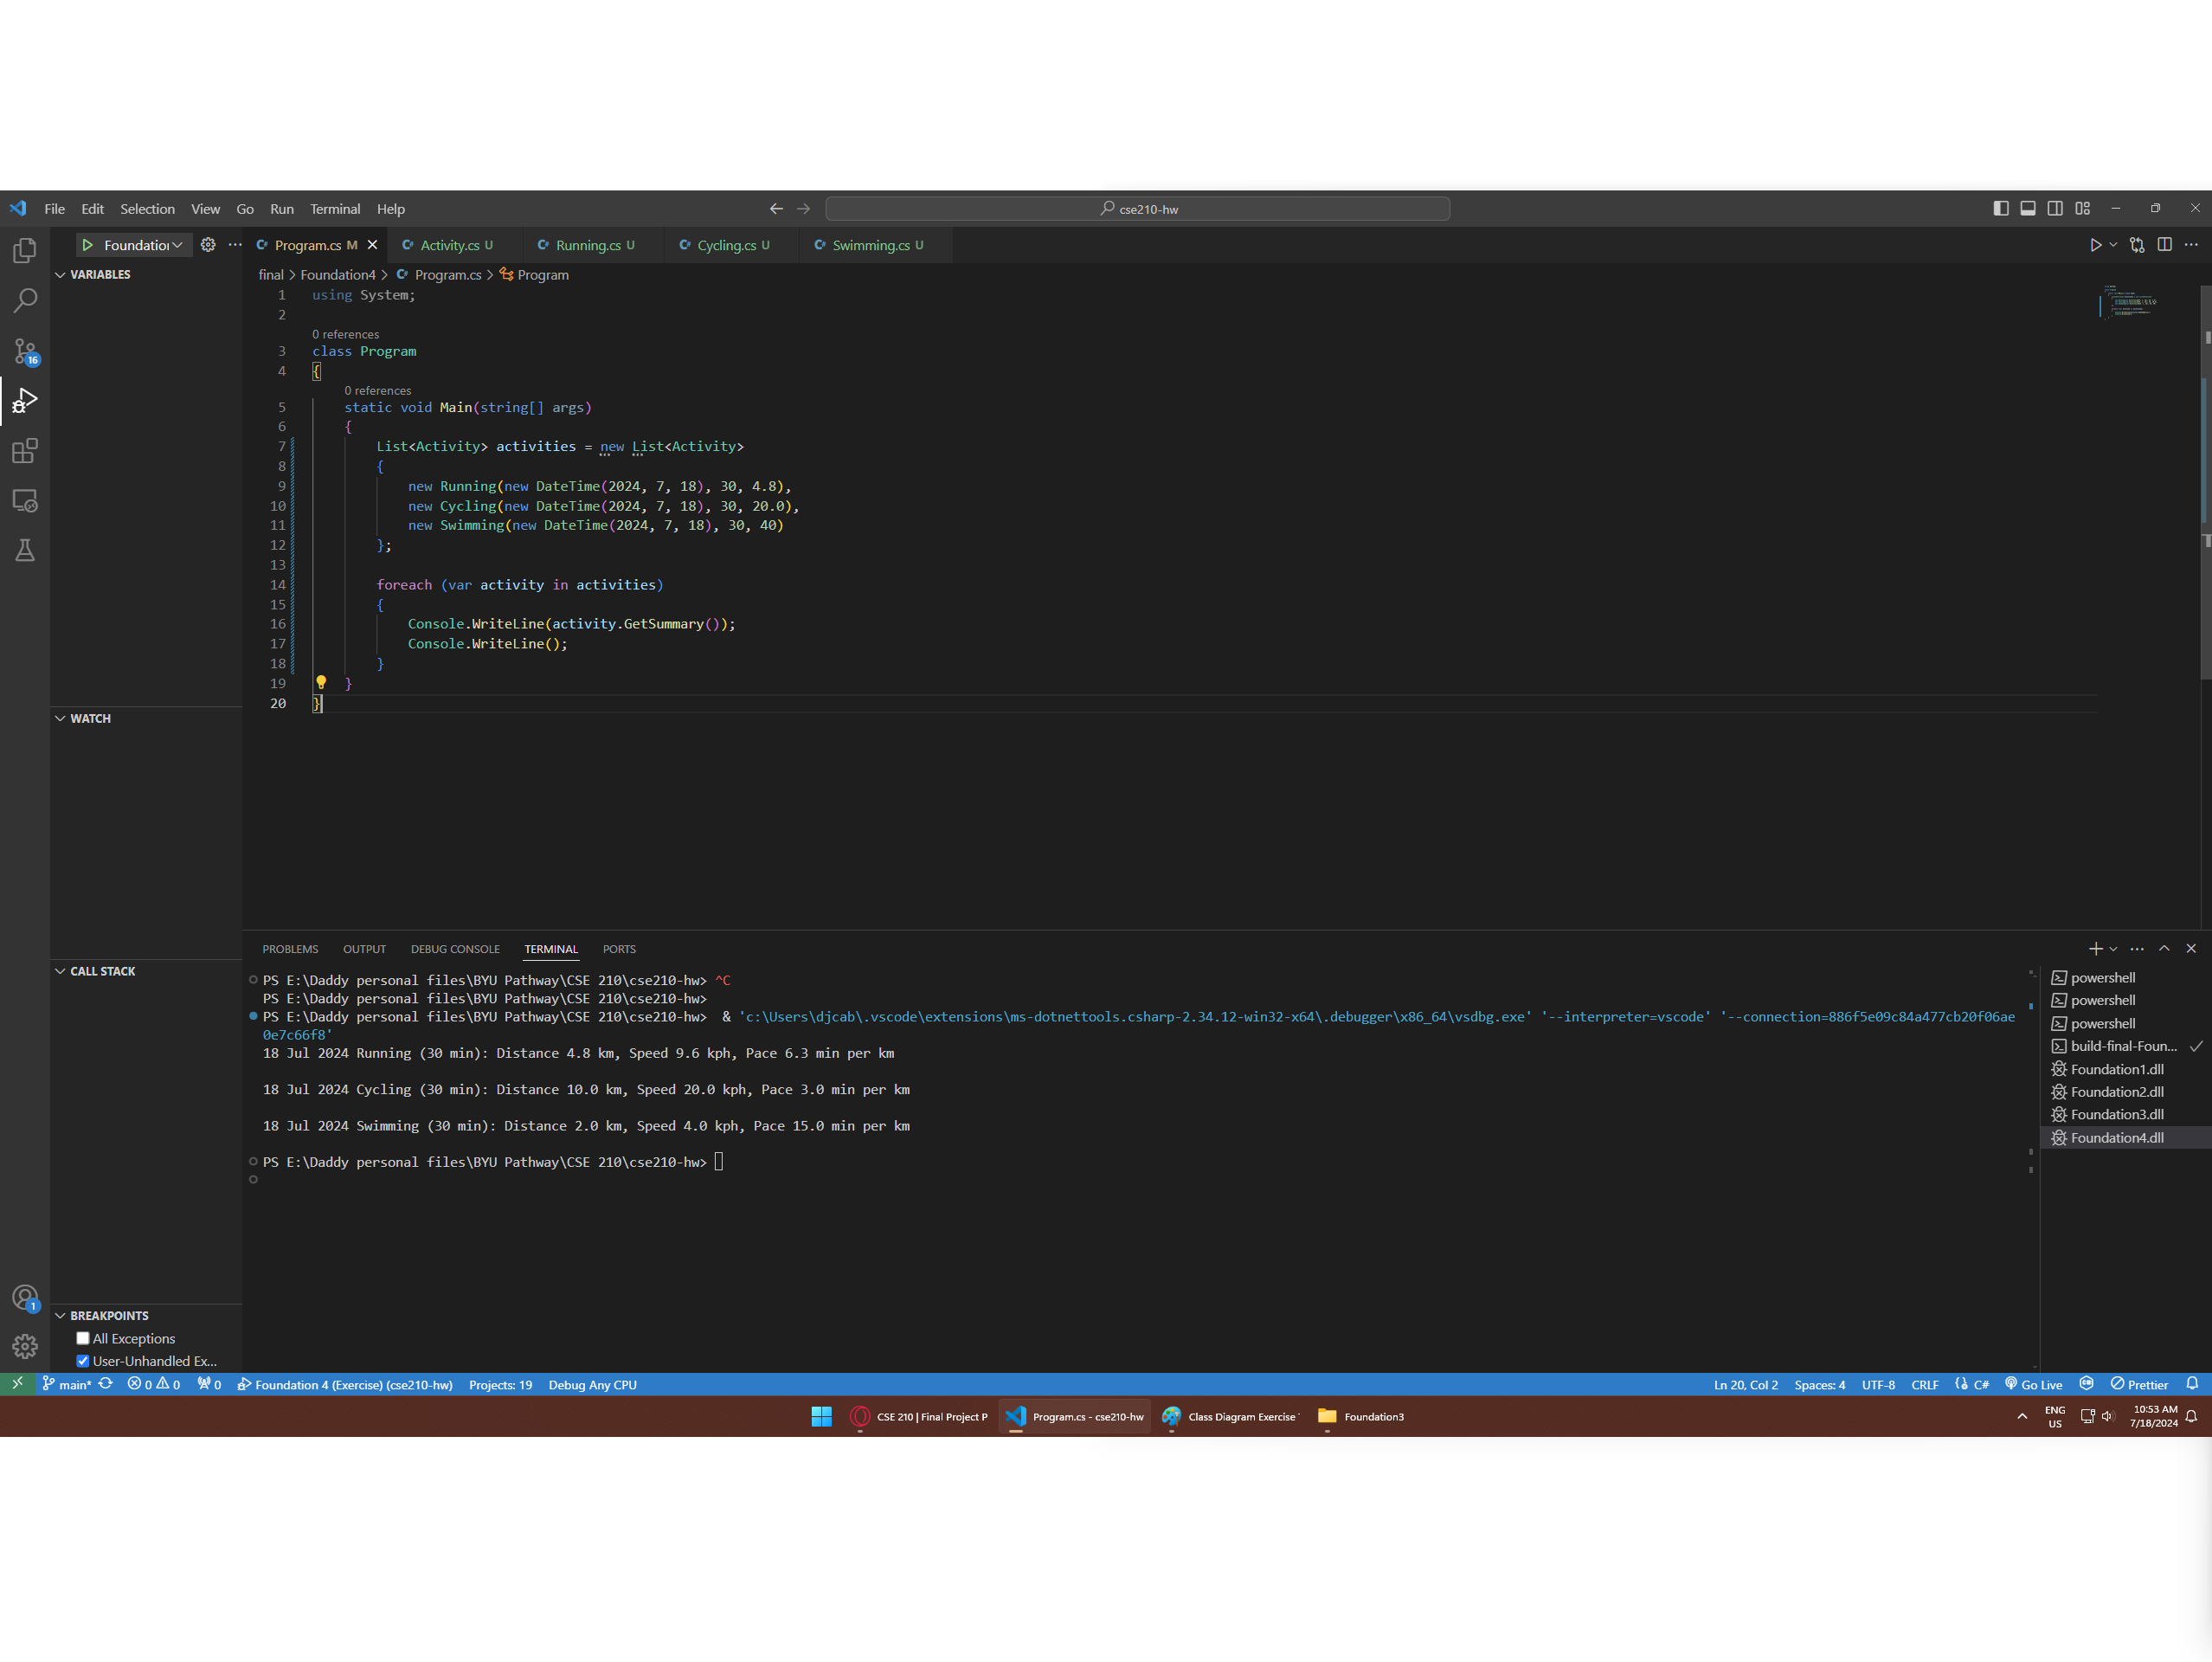 File Edit Selection View Go Run Terminal Help
cse210-hw
Foundation
Program.cs M
Activity.cs U
Running.cs U
Cycling.cs U
Swimming.cs U
VARIABLES
final > Foundation4 > Program.cs > Program
1 using System;
2
0 references
3 class Program
4 {
0 references
5 static void Main(string[] args)
6 {
7 List<Activity> activities = new List<Activity>
8 {
9 new Running(new DateTime(2024, 7, 18), 30, 4.8),
10 new Cycling(new DateTime(2024, 7, 18), 30, 20.0),
11 new Swimming(new DateTime(2024, 7, 18), 30, 40)
12 };
13
14 foreach (var activity in activities)
15 {
16 Console.WriteLine(activity.GetSummary());
17 Console.WriteLine();
18 }
19 }
20 }
16
WATCH
CALL STACK
BREAKPOINTS
All Exceptions
User-Unhandled Ex...
1
PROBLEMS OUTPUT DEBUG CONSOLE TERMINAL PORTS
PS E:\Daddy personal files\BYU Pathway\CSE 210\cse210-hw> ^C
PS E:\Daddy personal files\BYU Pathway\CSE 210\cse210-hw>
PS E:\Daddy personal files\BYU Pathway\CSE 210\cse210-hw> & 'c:\Users\djcab\.vscode\extensions\ms-dotnettools.csharp-2.34.12-win32-x64\.debugger\x86_64\vsdbg.exe' '--interpreter=vscode' '--connection=886f5e09c84a477cb20f06ae
0e7c66f8'
18 Jul 2024 Running (30 min): Distance 4.8 km, Speed 9.6 kph, Pace 6.3 min per km
18 Jul 2024 Cycling (30 min): Distance 10.0 km, Speed 20.0 kph, Pace 3.0 min per km
18 Jul 2024 Swimming (30 min): Distance 2.0 km, Speed 4.0 kph, Pace 15.0 min per km
PS E:\Daddy personal files\BYU Pathway\CSE 210\cse210-hw>
powershell
powershell
powershell
build-final-Foun...
Foundation1.dll
Foundation2.dll
Foundation3.dll
Foundation4.dll
main* 0 0 0 Foundation 4 (Exercise) (cse210-hw) Projects: 19 Debug Any CPU
Ln 20, Col 2 Spaces: 4 UTF-8 CRLF C# Go Live Prettier
CSE 210 | Final Project P
Program.cs - cse210-hw
Class Diagram Exercise
Foundation3
ENG
US
10:53 AM
7/18/2024